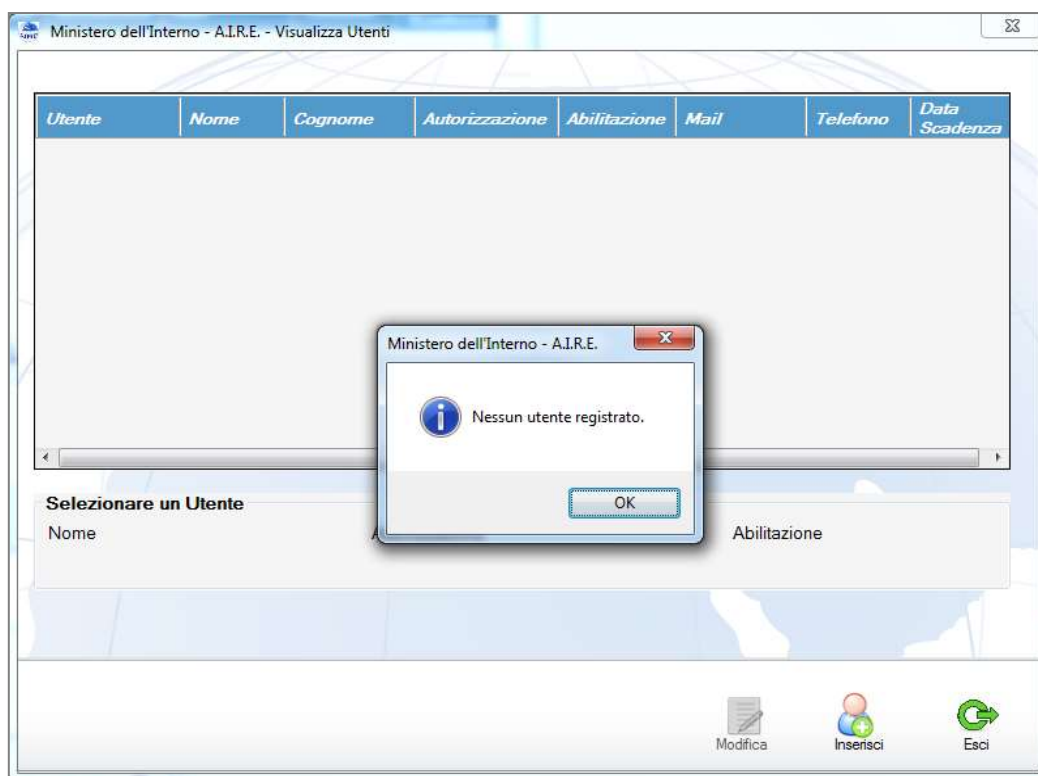 Ministero dell'Interno - A.I.R.E. - Visualizza Utenti
Utente Nome Cognome Autorizzazione Abilitazione Mail Telefono Data Scadenza
Ministero dell'Interno - A.I.R.E.
Nessun utente registrato.
OK
Selezionare un Utente
Nome Abilitazione
Modifica Inserisci Esci